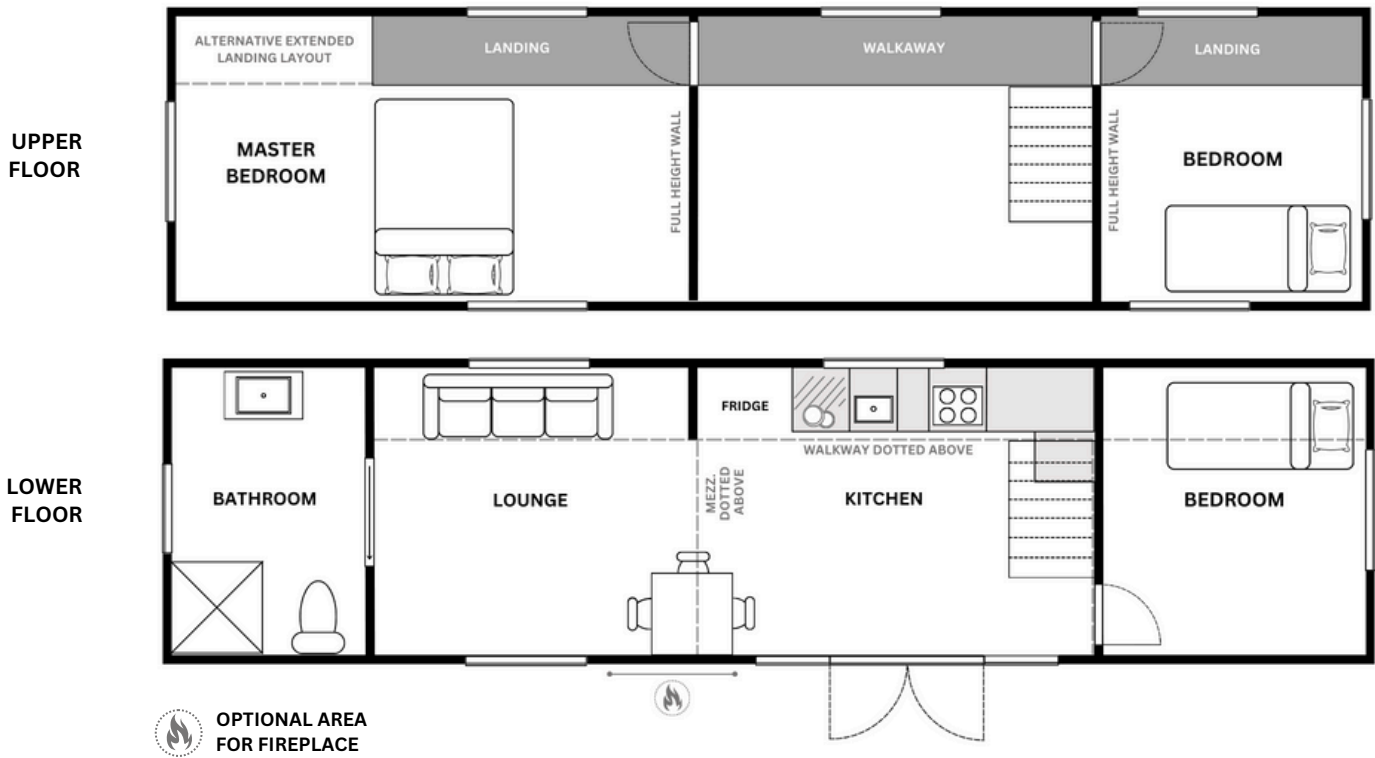 ALTERNATIVE EXTENDED
LANDING LAYOUT
LANDING
WALKAWAY
LANDING
UPPER
FLOOR
MASTER
BEDROOM
FULL HEIGHT WALL
FULL HEIGHT WALL
BEDROOM
FRIDGE
WALKWAY DOTTED ABOVE
LOWER
FLOOR
BATHROOM
LOUNGE
MEZZ.
DOTTED
ABOVE
KITCHEN
BEDROOM
OPTIONAL AREA
FOR FIREPLACE